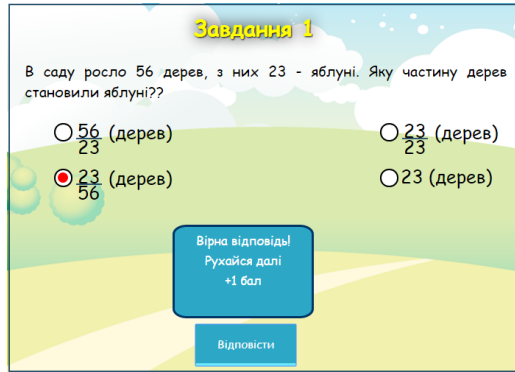 Завдання 1
В саду росло 56 дерев, з них 23 - яблуні. Яку частину дерев
становили яблуні??
56/23 (дерев)
23/23 (дерев)
23/56 (дерев)
23 (дерев)
Вірна відповідь!
Рухайся далі
+1 бал
Відповісти